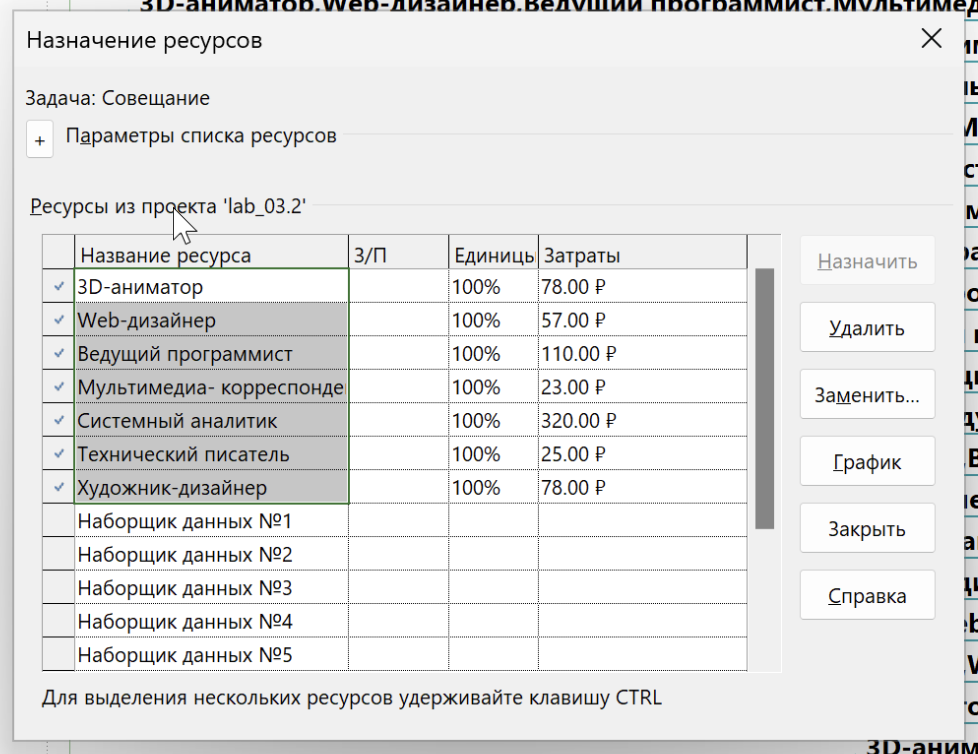 3D-аниматор,Web-дизайнер,Ведущий программист,Мультимед
Назначение ресурсов
Задача: Совещание
+ Параметры списка ресурсов
Ресурсы из проекта 'lab_03.2'
Название ресурса З/П Единицы Затраты
3D-аниматор 100% 78.00 ₽
Web-дизайнер 100% 57.00 ₽
Ведущий программист 100% 110.00 ₽
Мультимедиа- корреспонде 100% 23.00 ₽
Системный аналитик 100% 320.00 ₽
Технический писатель 100% 25.00 ₽
Художник-дизайнер 100% 78.00 ₽
Наборщик данных №1
Наборщик данных №2
Наборщик данных №3
Наборщик данных №4
Наборщик данных №5
Назначить
Удалить
Заменить...
График
Закрыть
Справка
Для выделения нескольких ресурсов удерживайте клавишу CTRL
3D-аним